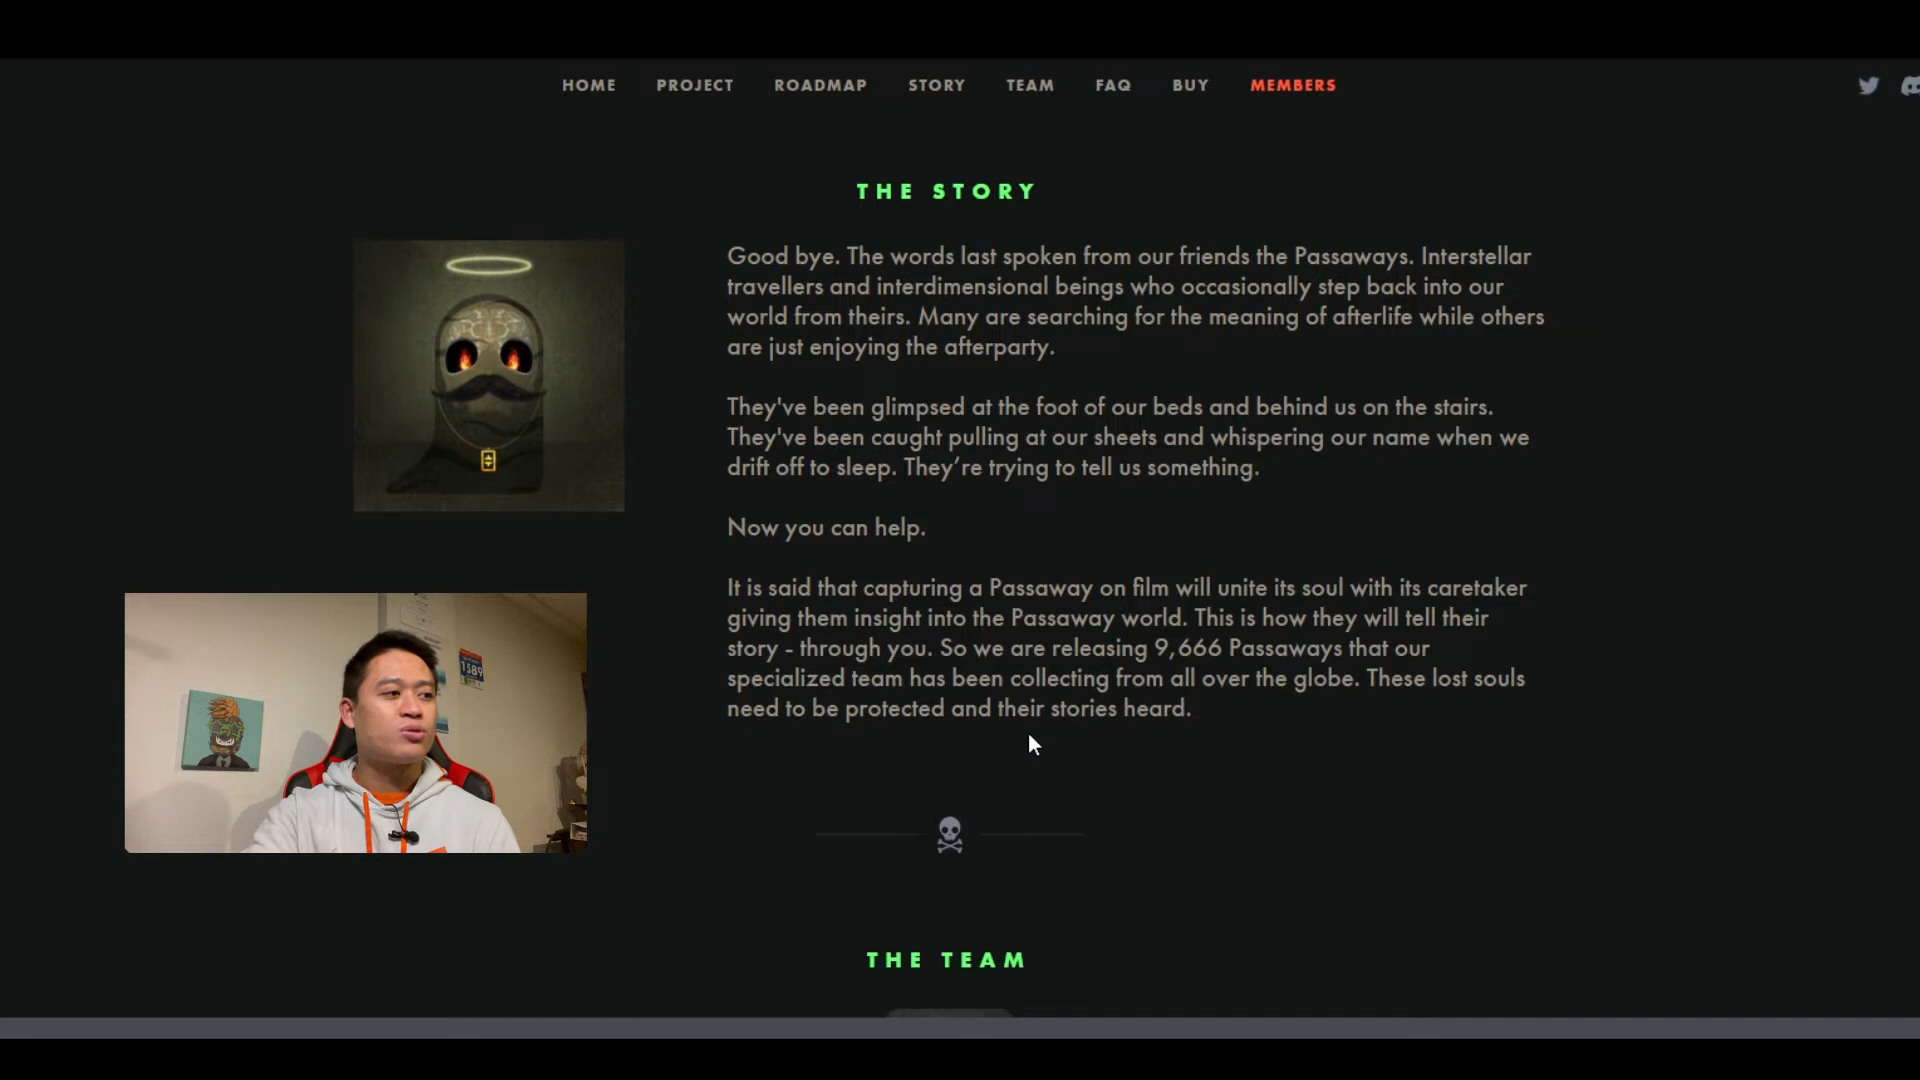 HOME PROJECT ROADMAP STORY TEAM FAQ BUY MEMBERS
THE STORY
Good bye. The words last spoken from our friends the Passaways. Interstellar
travellers and interdimensional beings who occasionally step back into our
world from theirs. Many are searching for the meaning of afterlife while others
are just enjoying the afterparty.
They've been glimpsed at the foot of our beds and behind us on the stairs.
They've been caught pulling at our sheets and whispering our name when we
drift off to sleep. They’re trying to tell us something.
Now you can help.
It is said that capturing a Passaway on film will unite its soul with its caretaker
giving them insight into the Passaway world. This is how they will tell their
story - through you. So we are releasing 9,666 Passaways that our
specialized team has been collecting from all over the globe. These lost souls
need to be protected and their stories heard.
1589
THE TEAM